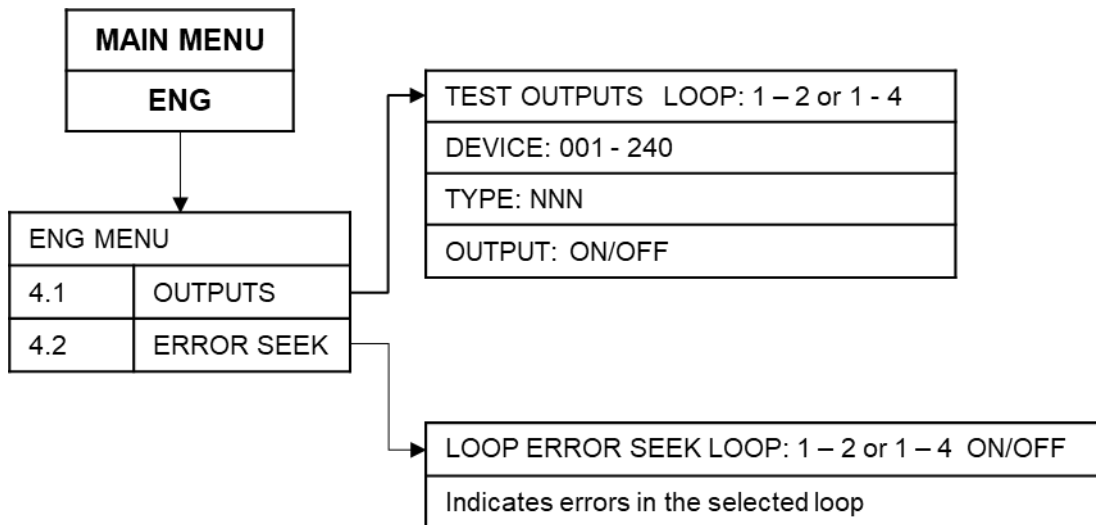 MAIN MENU
ENG
TEST OUTPUTS LOOP: 1 – 2 or 1 - 4
DEVICE: 001 - 240
TYPE: NNN
OUTPUT: ON/OFF
ENG MENU
4.1 OUTPUTS
4.2 ERROR SEEK
LOOP ERROR SEEK LOOP: 1 – 2 or 1 – 4 ON/OFF
Indicates errors in the selected loop